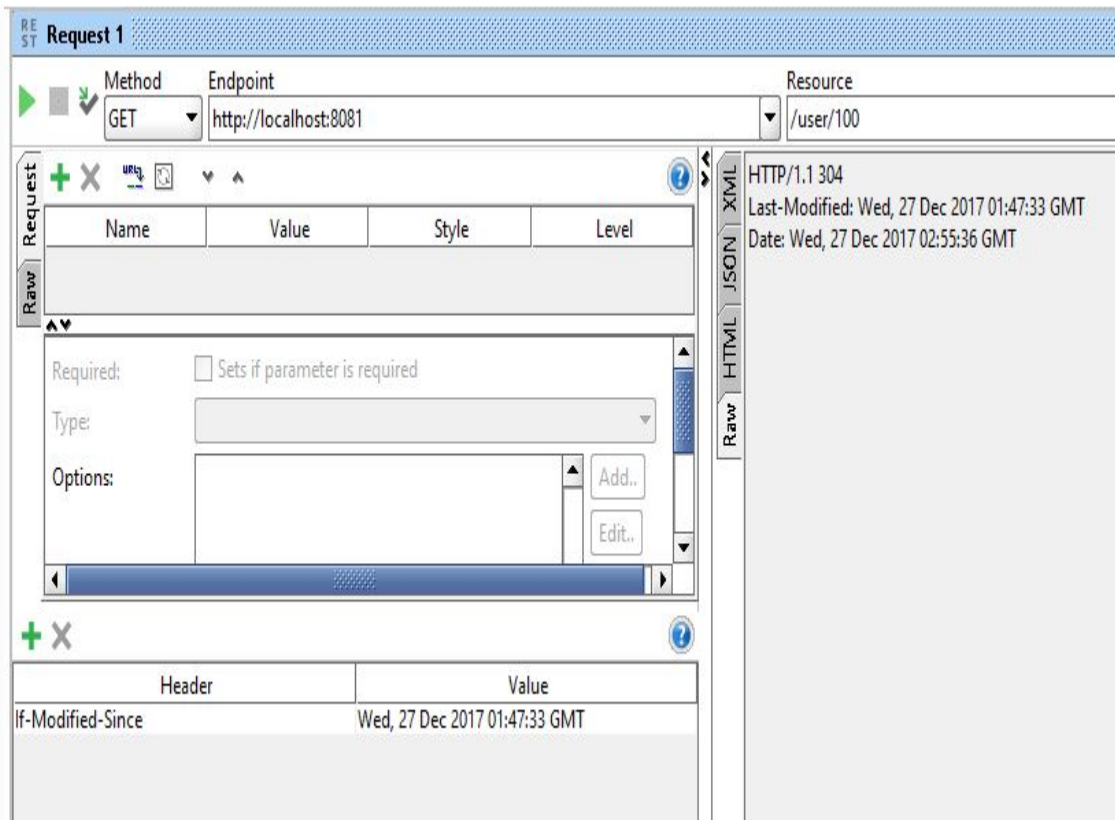 REST Request 1
Method Endpoint Resource
GET http://localhost:8081 /user/100
Request
Raw
URL
Name Value Style Level
Required: Sets if parameter is required
Type:
Options:
Add..
Edit..
Header Value
If-Modified-Since Wed, 27 Dec 2017 01:47:33 GMT
XML
JSON
HTML
Raw
HTTP/1.1 304
Last-Modified: Wed, 27 Dec 2017 01:47:33 GMT
Date: Wed, 27 Dec 2017 02:55:36 GMT